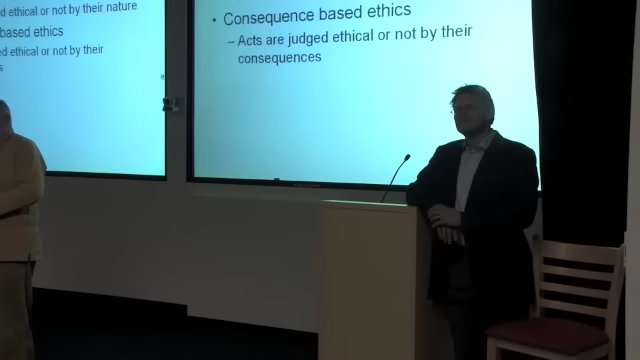 d ethical or not by their nature
based ethics
ed ethical or not by their
s
• Consequence based ethics
– Acts are judged ethical or not by their
consequences